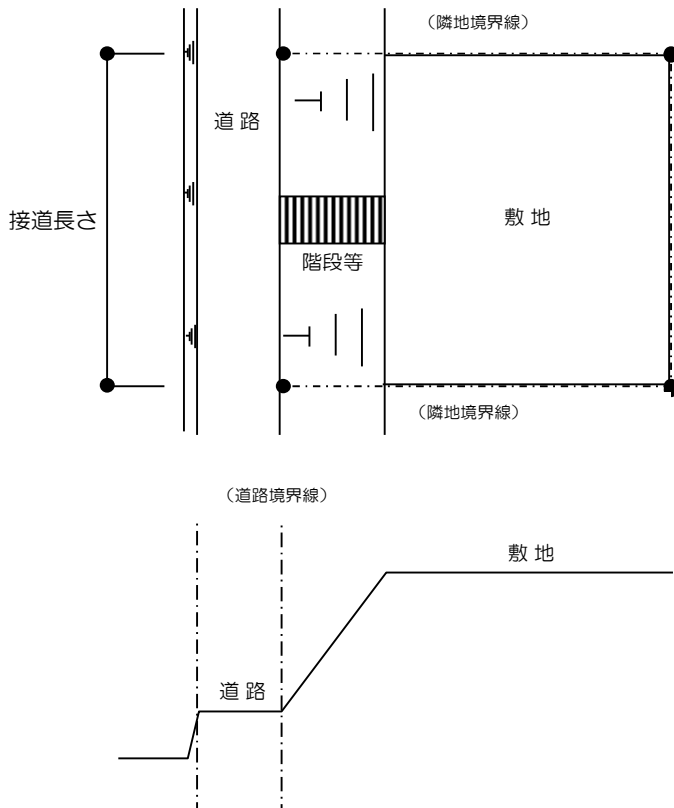 （隣地境界線）
道 路
接道長さ
敷 地
階段等
（隣地境界線）
（道路境界線）
敷 地
道 路